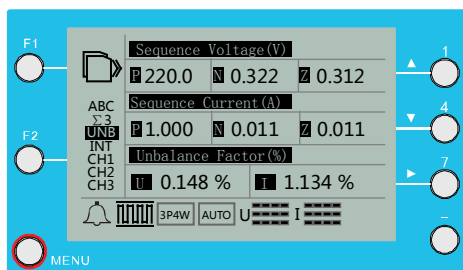 F1
F2
MENU
Sequence Voltage(V)
P 220.0 N 0.322 Z 0.312
Sequence Current(A)
P 1.000 N 0.011 Z 0.011
Unbalance Factor(%)
U 0.148 % I 1.134 %
ABC
Σ3
UNB
INT
CH1
CH2
CH3
3P4W AUTO U I
1
4
7
–